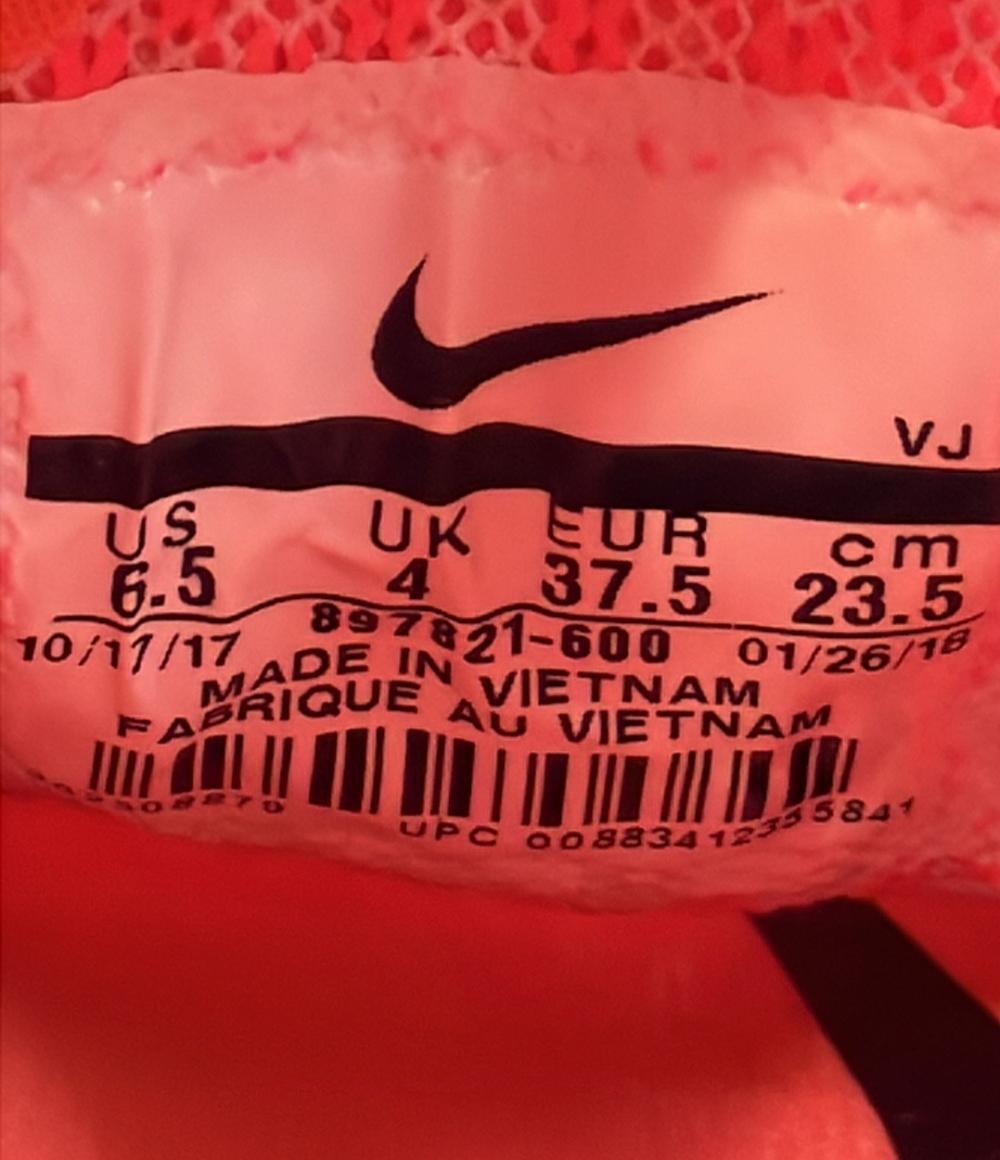 VJ
US UK EUR cm
6.5 4 37.5 23.5
897821-600
10/17/17 01/26/18
MADE IN VIETNAM
FABRIQUE AU VIETNAM
UPC 00883412355841